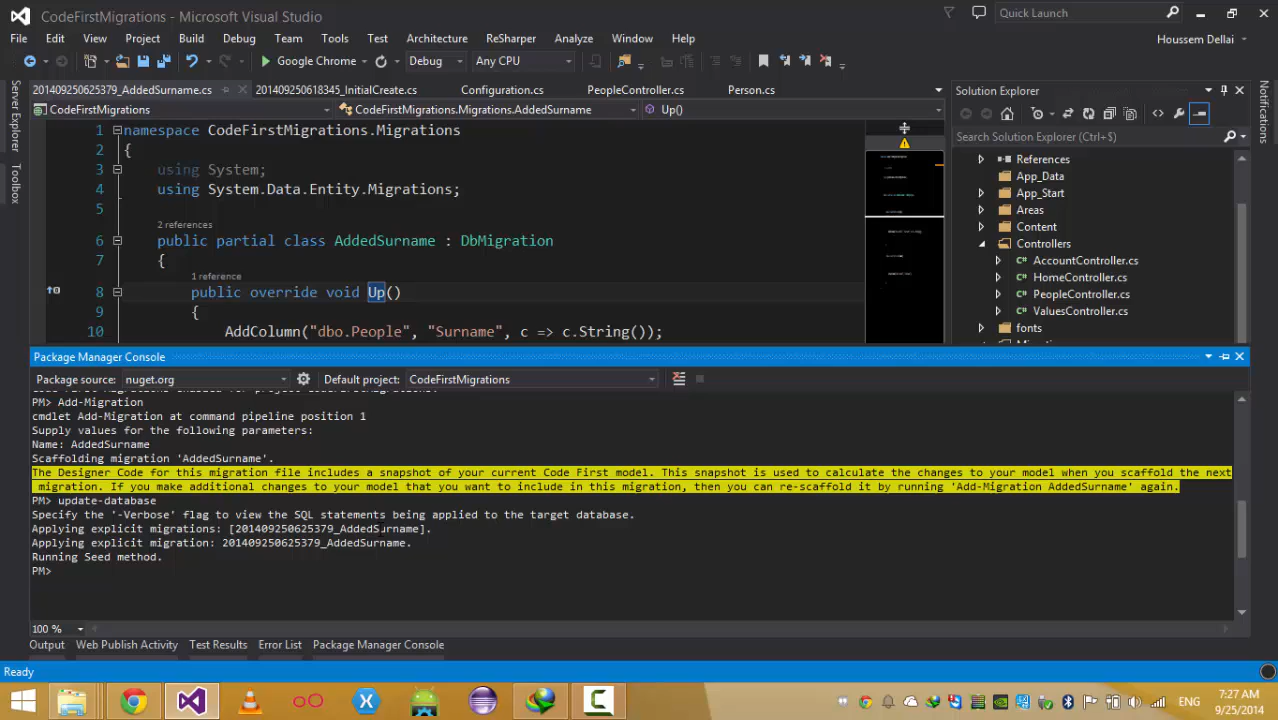 CodeFirstMigrations - Microsoft Visual Studio
Quick Launch
File Edit View Project Build Debug Team Tools Test Architecture ReSharper Analyze Window Help
Houssem Dellai
Google Chrome Debug Any CPU
Server Explorer
Toolbox
201409250625379_AddedSurname.cs 201409250618345_InitialCreate.cs Configuration.cs PeopleController.cs Person.cs
CodeFirstMigrations CodeFirstMigrations.Migrations.AddedSurname Up()
1 namespace CodeFirstMigrations.Migrations
2 {
3 using System;
4 using System.Data.Entity.Migrations;
5
2 references
6 public partial class AddedSurname : DbMigration
7 {
1 reference
8 public override void Up()
9 {
10 AddColumn("dbo.People", "Surname", c => c.String());
Solution Explorer
Search Solution Explorer (Ctrl+$)
References
App_Data
App_Start
Areas
Content
Controllers
C# AccountController.cs
C# HomeController.cs
C# PeopleController.cs
C# ValuesController.cs
fonts
Notifications
Package Manager Console
Package source: nuget.org Default project: CodeFirstMigrations
PM> Add-Migration
cmdlet Add-Migration at command pipeline position 1
Supply values for the following parameters:
Name: AddedSurname
Scaffolding migration 'AddedSurname'.
The Designer Code for this migration file includes a snapshot of your current Code First model. This snapshot is used to calculate the changes to your model when you scaffold the next
migration. If you make additional changes to your model that you want to include in this migration, then you can re-scaffold it by running 'Add-Migration AddedSurname' again.
PM> update-database
Specify the '-Verbose' flag to view the SQL statements being applied to the target database.
Applying explicit migrations: [201409250625379_AddedSurname].
Applying explicit migration: 201409250625379_AddedSurname.
Running Seed method.
PM>
100 %
Output Web Publish Activity Test Results Error List Package Manager Console
Ready
ENG
7:27 AM
9/25/2014